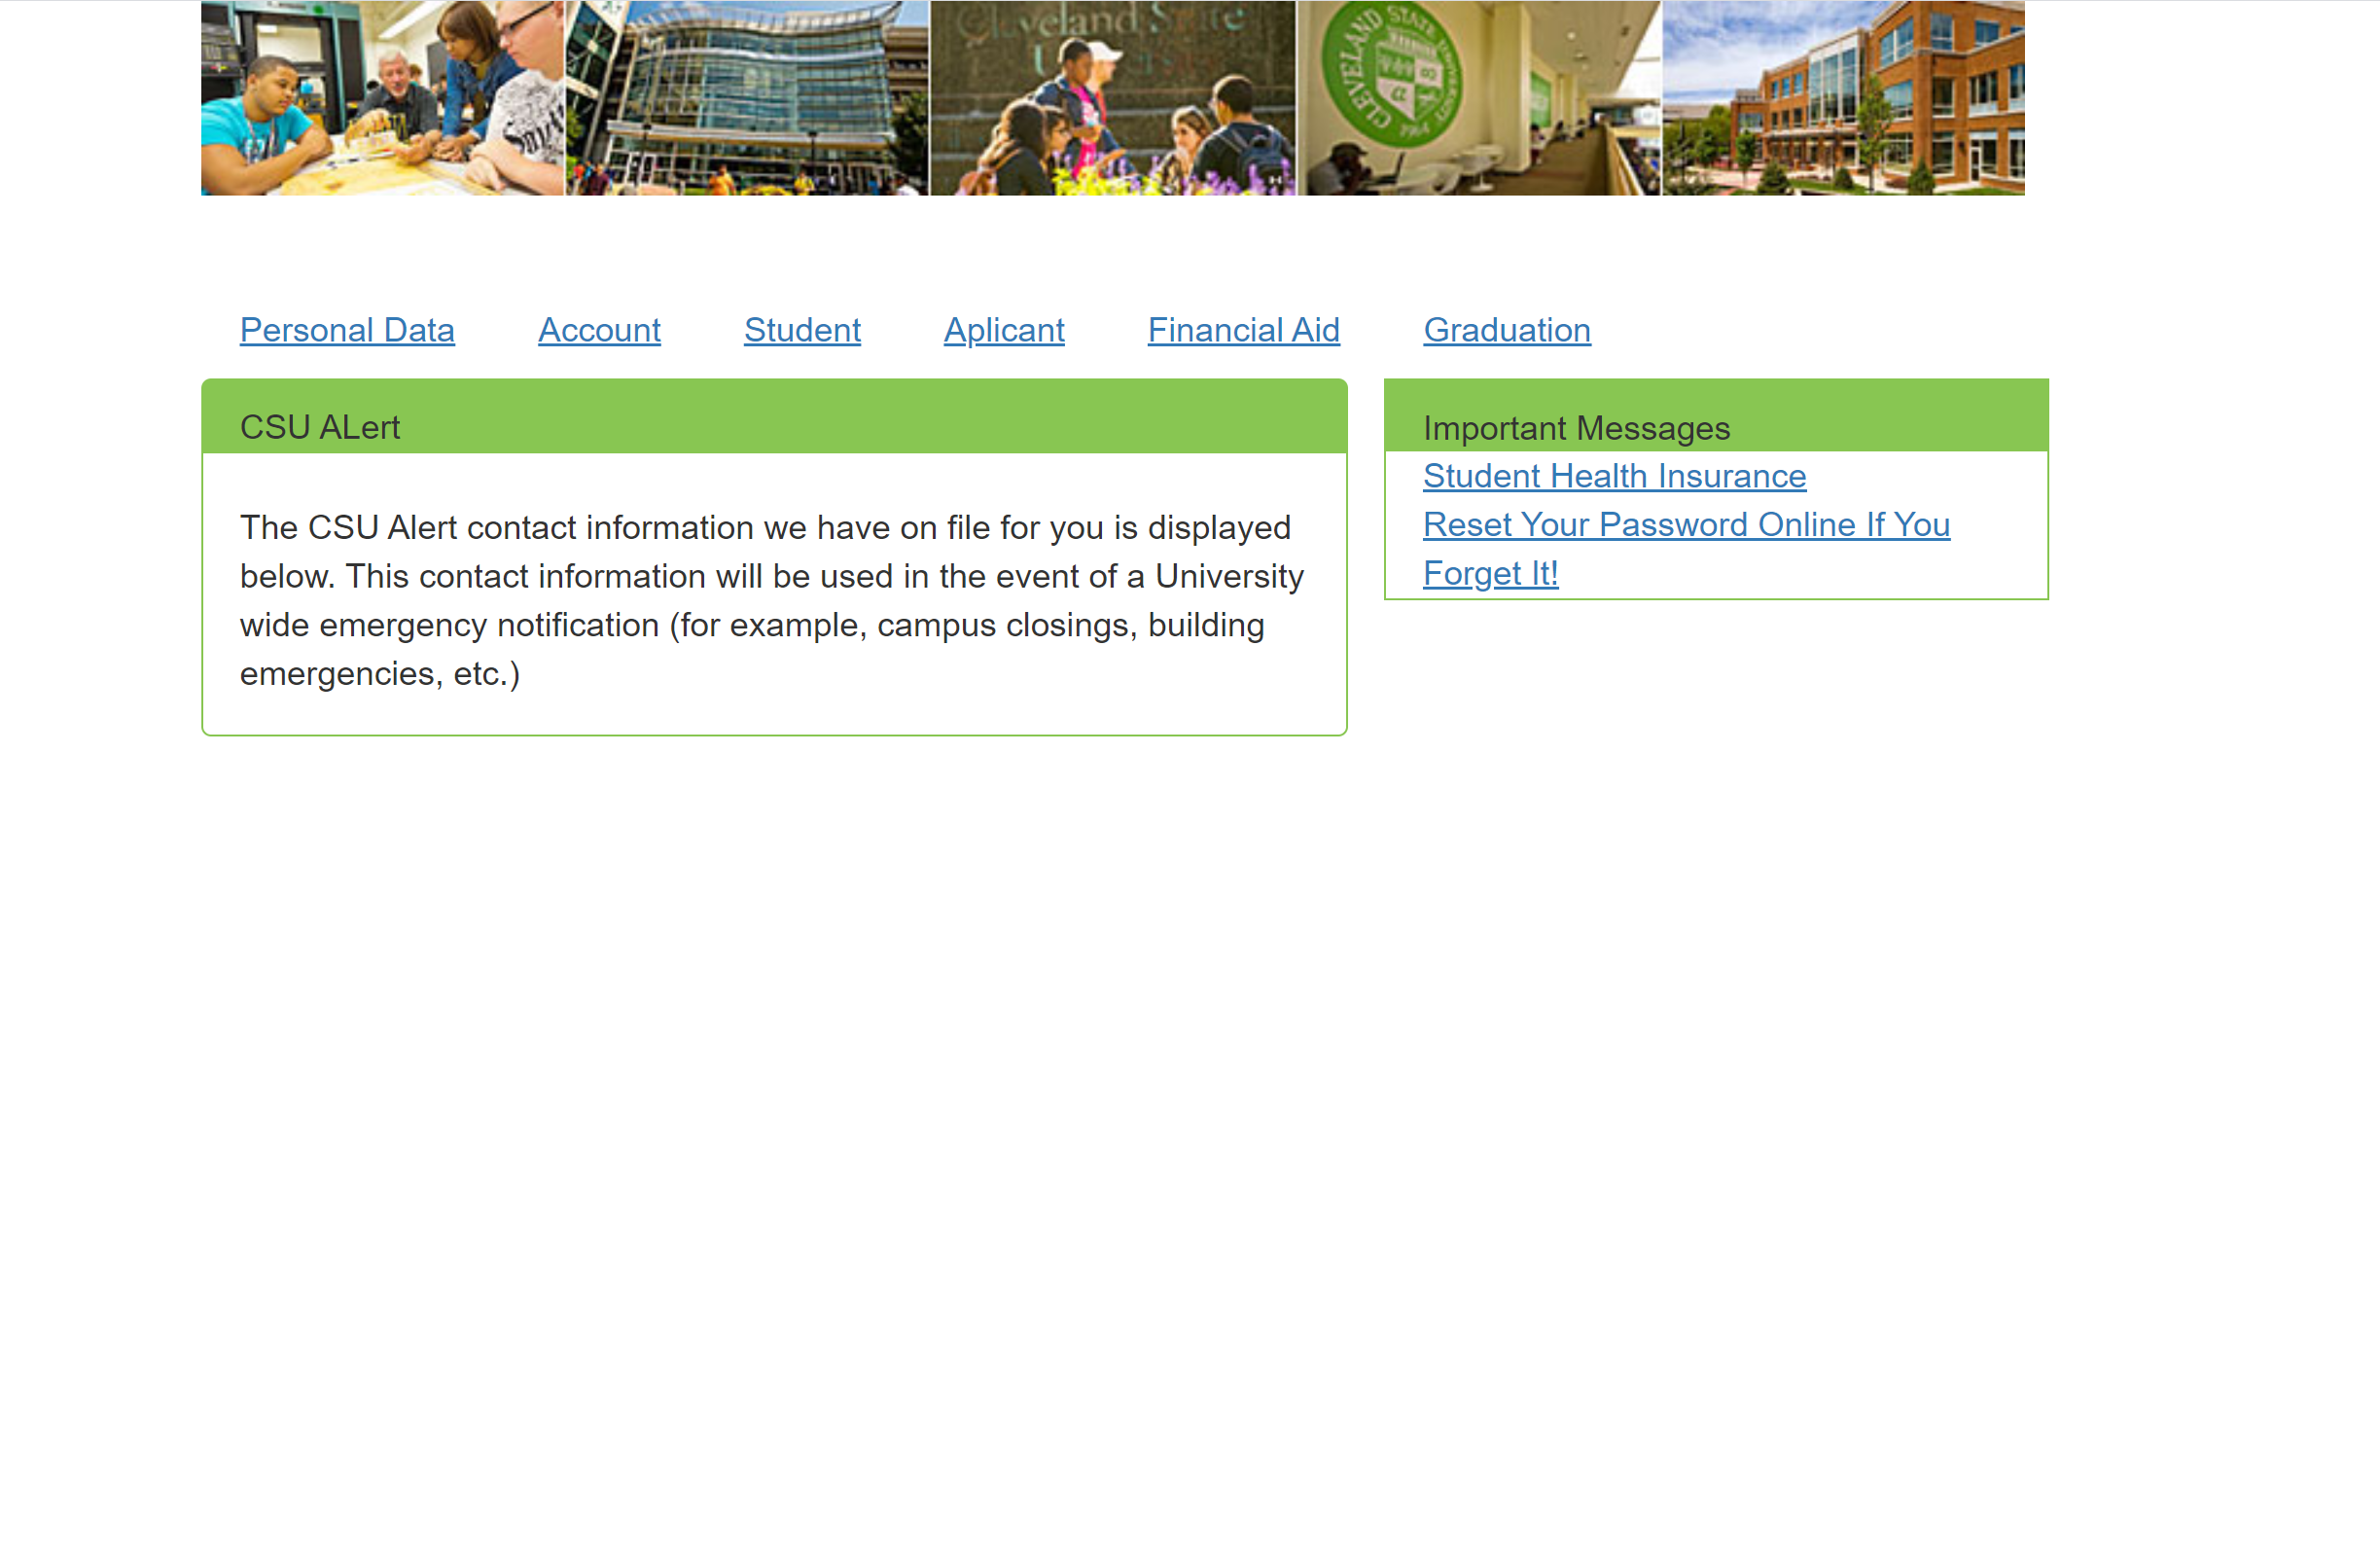 Cleveland State
CLEVELAND STATE UNIVERSITY
1964
Personal Data Account Student Aplicant Financial Aid Graduation
CSU ALert
The CSU Alert contact information we have on file for you is displayed
below. This contact information will be used in the event of a University
wide emergency notification (for example, campus closings, building
emergencies, etc.)
Important Messages
Student Health Insurance
Reset Your Password Online If You
Forget It!